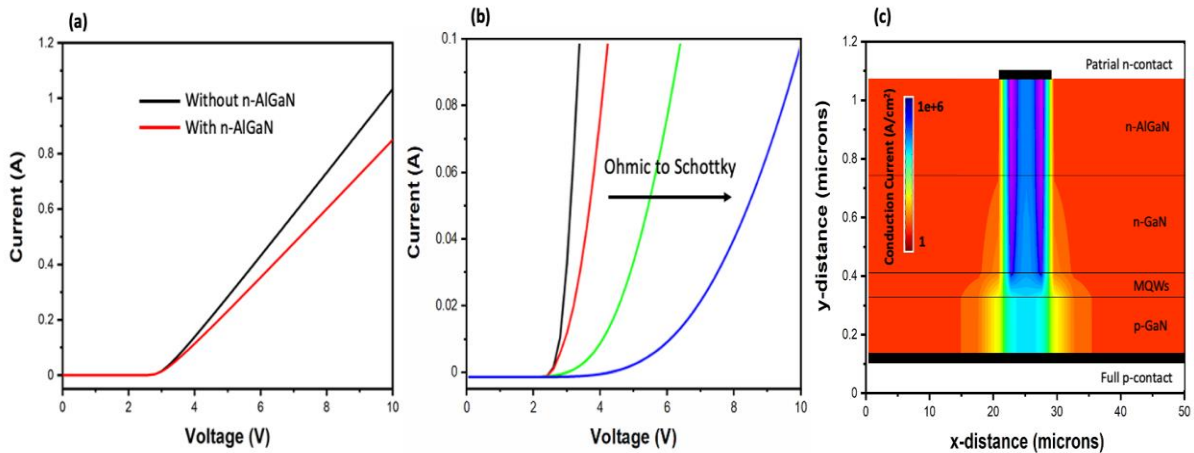 (a)
1.2
1
0.8
0.6
0.4
0.2
0
Current (A)
Without n-AlGaN
With n-AlGaN
0 2 4 6 8 10
Voltage (V)
(b)
0.1
0.08
0.06
0.04
0.02
0
Current (A)
Ohmic to Schottky
0 2 4 6 8 10
Voltage (V)
(c)
1.2
1
0.8
0.6
0.4
0.2
0
y-distance (microns)
Patrial n-contact
Conduction Current (A/cm²)
1e+6
1
n-AlGaN
n-GaN
MQWs
p-GaN
Full p-contact
0 10 20 30 40 50
x-distance (microns)